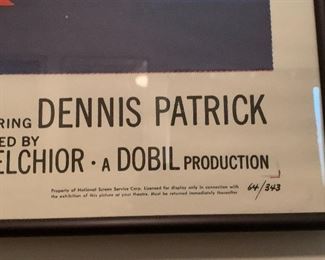 RING DENNIS PATRICK
ED BY
ELCHIOR • A DOBIL PRODUCTION
Property of National Screen Service Corp. Licensed for display only in connection with
the exhibition of this picture at your theatre. Must be returned immediately thereafter.
64/343